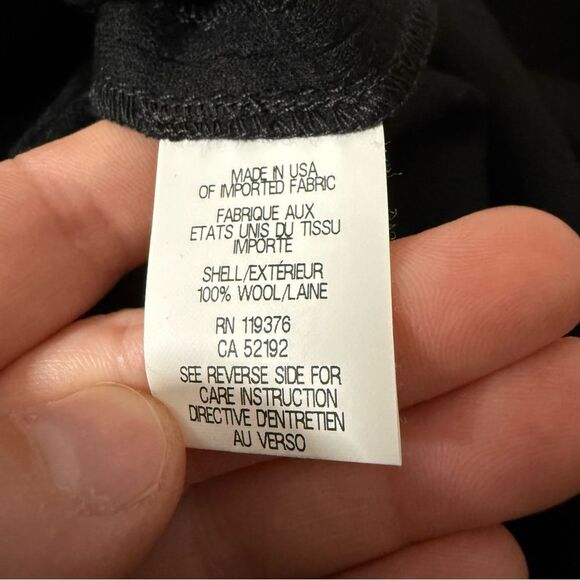 MADE IN USA
OF IMPORTED FABRIC
FABRIQUE AUX
ETATS UNIS DU TISSU
IMPORTE
SHELL/EXTÉRIEUR
100% WOOL/LAINE
RN 119376
CA 52192
SEE REVERSE SIDE FOR
CARE INSTRUCTION
DIRECTIVE D'ENTRETIEN
AU VERSO